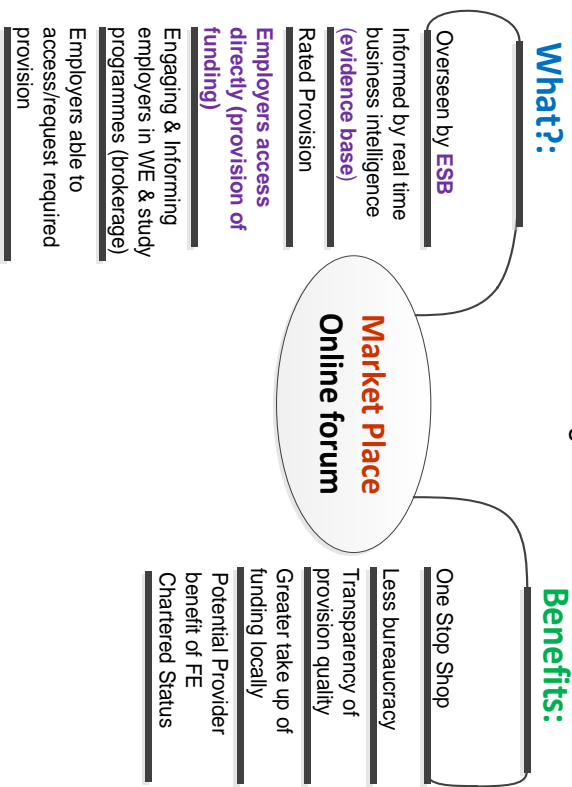 What?:
Overseen by ESB
Informed by real time
business intelligence
(evidence base)
Rated Provision
Employers access
directly (provision of
funding)
Engaging & Informing
employers in WE & study
programmes (brokerage)
Employers able to
access/request required
provision
Market Place
Online forum
Benefits:
One Stop Shop
Less bureaucracy
Transparency of
provision quality
Greater take up of
funding locally
Potential Provider
benefit of FE
Chartered Status